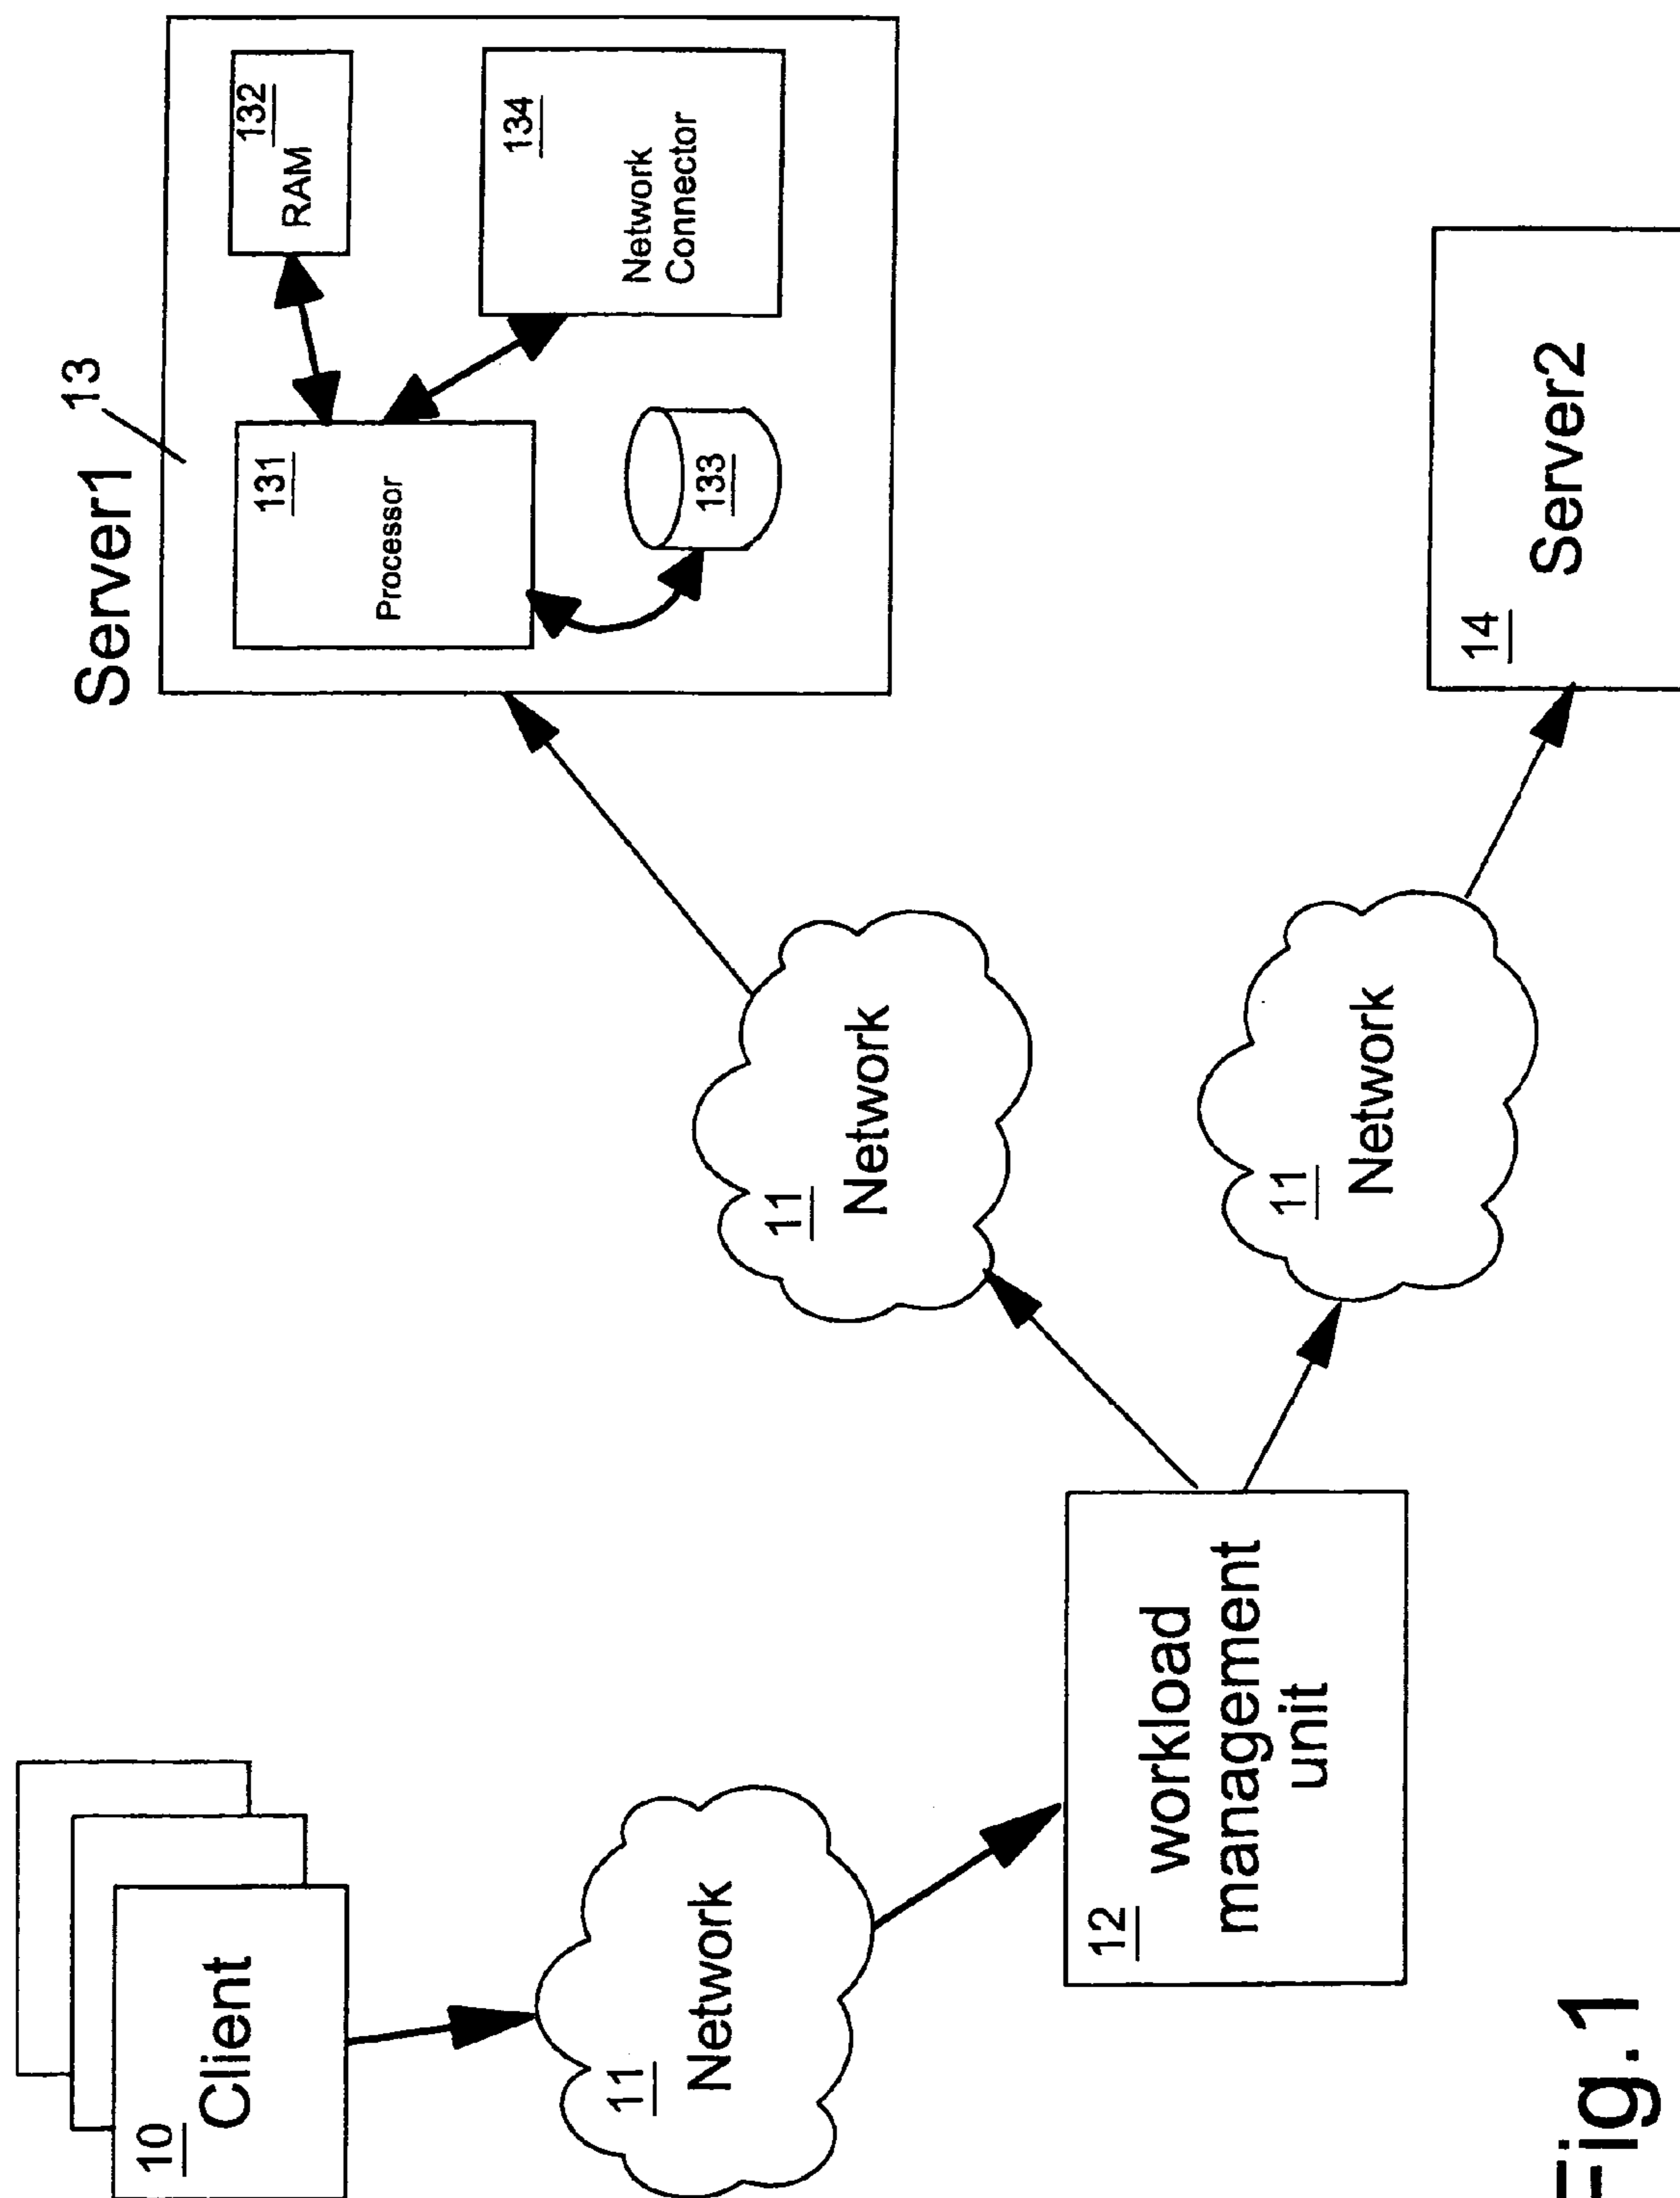 10
Client
11
Network
12
workload
management
unit
11
Network
11
Network
Server1
13
131
Processor
132
RAM
133
134
Network
Connector
14
Server2
Fig.1